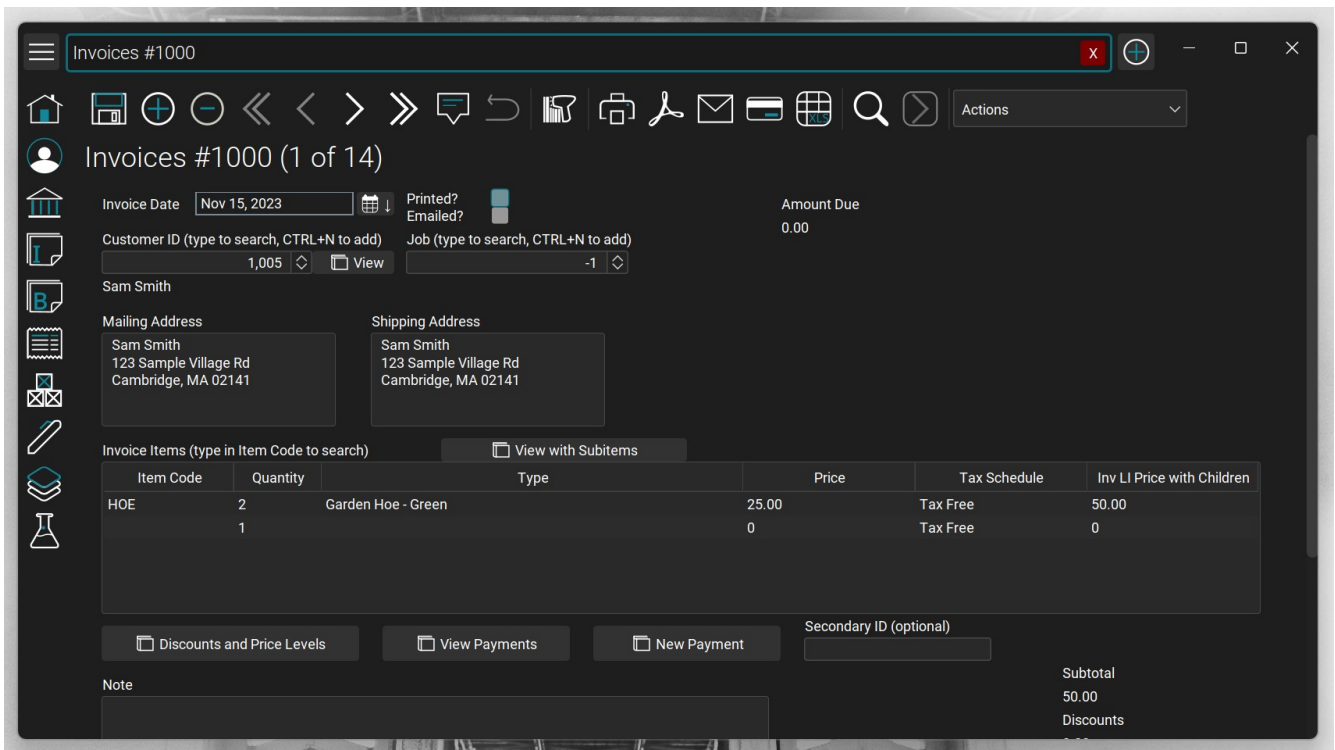 Invoices #1000
X
XLS
Actions
Invoices #1000 (1 of 14)
Invoice Date
Nov 15, 2023
Printed?
Emailed?
Amount Due
0.00
Customer ID (type to search, CTRL+N to add)
Job (type to search, CTRL+N to add)
1,005
View
-1
Sam Smith
Mailing Address
Shipping Address
Sam Smith
123 Sample Village Rd
Cambridge, MA 02141
Sam Smith
123 Sample Village Rd
Cambridge, MA 02141
I
B
Invoice Items (type in Item Code to search)
View with Subitems
Item Code Quantity Type Price Tax Schedule Inv LI Price with Children
HOE 2 Garden Hoe - Green 25.00 Tax Free 50.00
1 0 Tax Free 0
Discounts and Price Levels
View Payments
New Payment
Secondary ID (optional)
Note
Subtotal
50.00
Discounts